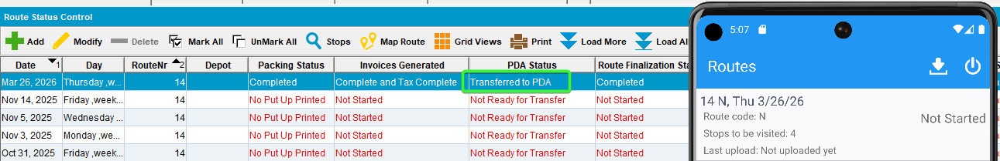 Route Status Control
Add Modify Delete Mark All UnMark All Stops Map Route Grid Views Print Load More Load Al
Date 1 Day RouteNr 2 Depot Packing Status Invoices Generated PDA Status Route Finalization Sta
Mar 26, 2026 Thursday ,w... 14 Completed Complete and Tax Complete Transferred to PDA Completed
Nov 14, 2025 Friday ,week... 14 No Put Up Printed Not Started Not Ready for Transfer Not Started
Nov 5, 2025 Wednesday ... 14 No Put Up Printed Not Started Not Ready for Transfer Not Started
Nov 3, 2025 Monday ,we... 14 No Put Up Printed Not Started Not Ready for Transfer Not Started
Oct 31, 2025 Friday ,week... 14 No Put Up Printed Not Started Not Ready for Transfer Not Started
5:07
Routes
14 N, Thu 3/26/26
Route code: N
Not Started
Stops to be visited: 4
Last upload: Not uploaded yet